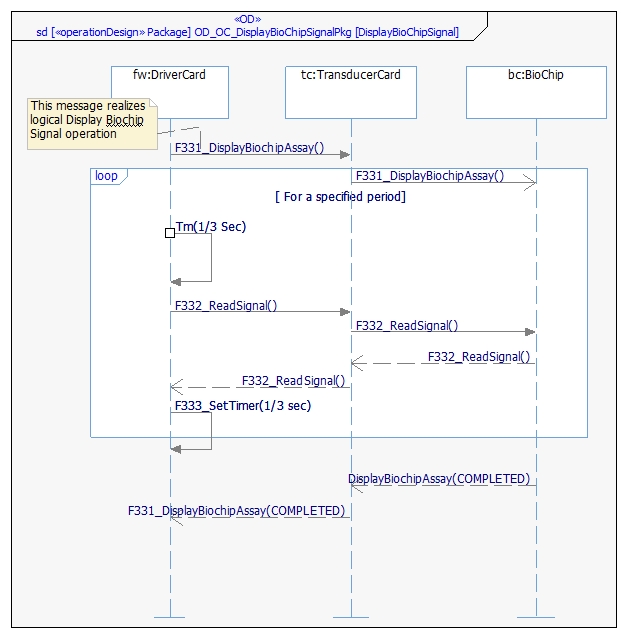 «OD»
sd [«operationDesign» Package] OD_OC_DisplayBioChipSignalPkg [DisplayBioChipSignal]
fw:DriverCard
tc:TransducerCard
bc:BioChip
This message realizes
logical Display Biochip
Signal operation
F331_DisplayBiochipAssay()
loop
F331_DisplayBiochipAssay()
[ For a specified period]
Tm(1/3 Sec)
F332_ReadSignal()
F332_ReadSignal()
F332_ReadSignal()
F332_ReadSignal()
F333_SetTimer(1/3 sec)
DisplayBiochipAssay(COMPLETED)
F331_DisplayBiochipAssay(COMPLETED)